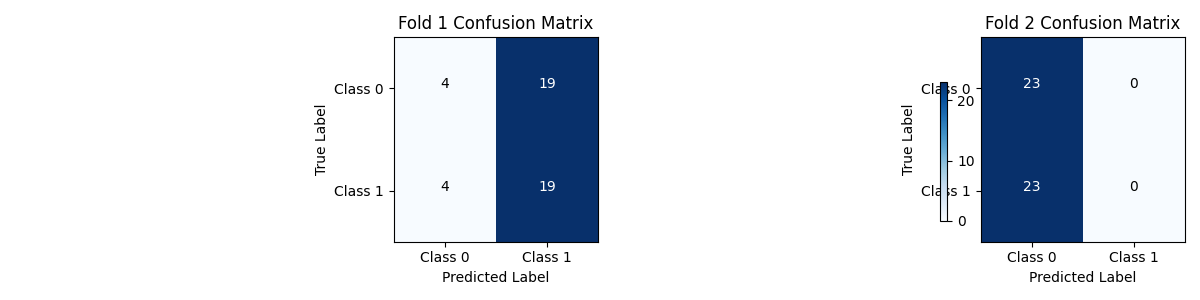 Fold 1 Confusion Matrix
True Label
Class 0
4
19
Class 1
4
19
Class 0
Class 1
Predicted Label
Fold 2 Confusion Matrix
True Label
Class 0
23
0
Class 1
23
0
Class 0
Class 1
Predicted Label
20
10
0